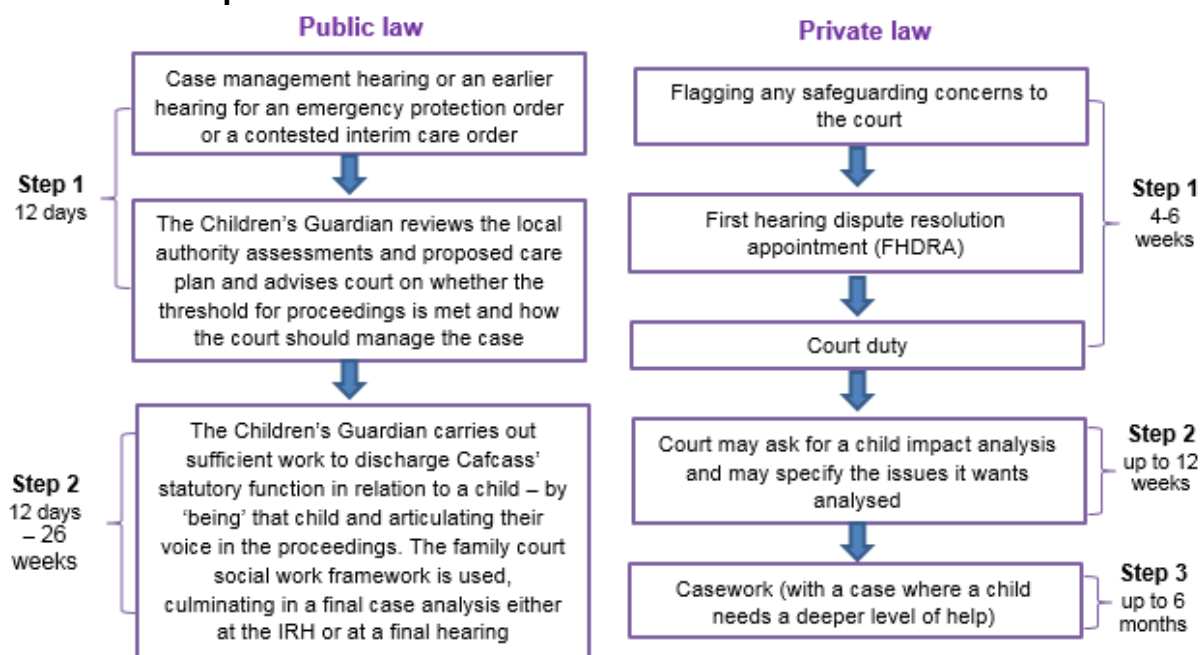 Public law
Case management hearing or an earlier
hearing for an emergency protection order
or a contested interim care order
Step 1
12 days
The Children’s Guardian reviews the local
authority assessments and proposed care
plan and advises court on whether the
threshold for proceedings is met and how
the court should manage the case
Step 2
12 days
– 26
weeks
The Children’s Guardian carries out
sufficient work to discharge Cafcass’
statutory function in relation to a child – by
‘being’ that child and articulating their
voice in the proceedings. The family court
social work framework is used,
culminating in a final case analysis either
at the IRH or at a final hearing
Private law
Flagging any safeguarding concerns to
the court
Step 1
4-6
weeks
First hearing dispute resolution
appointment (FHDRA)
Court duty
Court may ask for a child impact analysis
and may specify the issues it wants
analysed
Step 2
up to 12
weeks
Casework (with a case where a child
needs a deeper level of help)
Step 3
up to 6
months